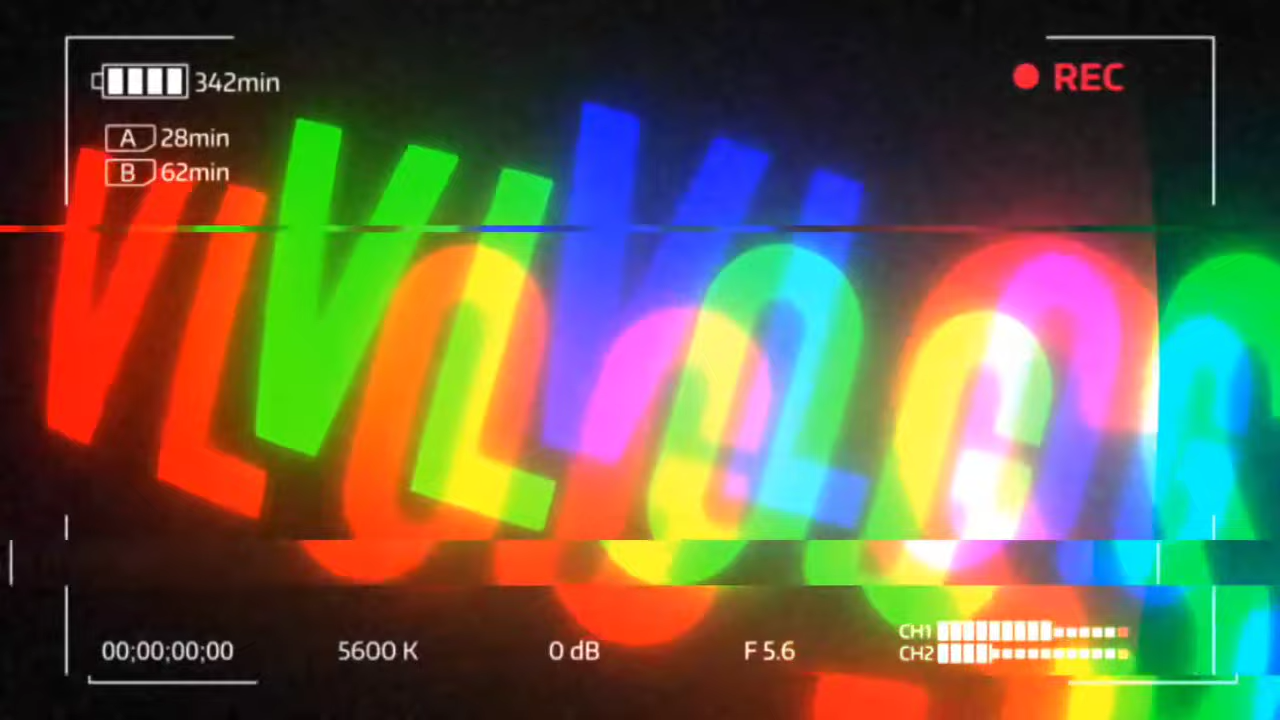 342min
REC
A 28min
B 62min
VLOG
00;00;00;00 5600 K 0 dB F 5.6 CH1
CH2